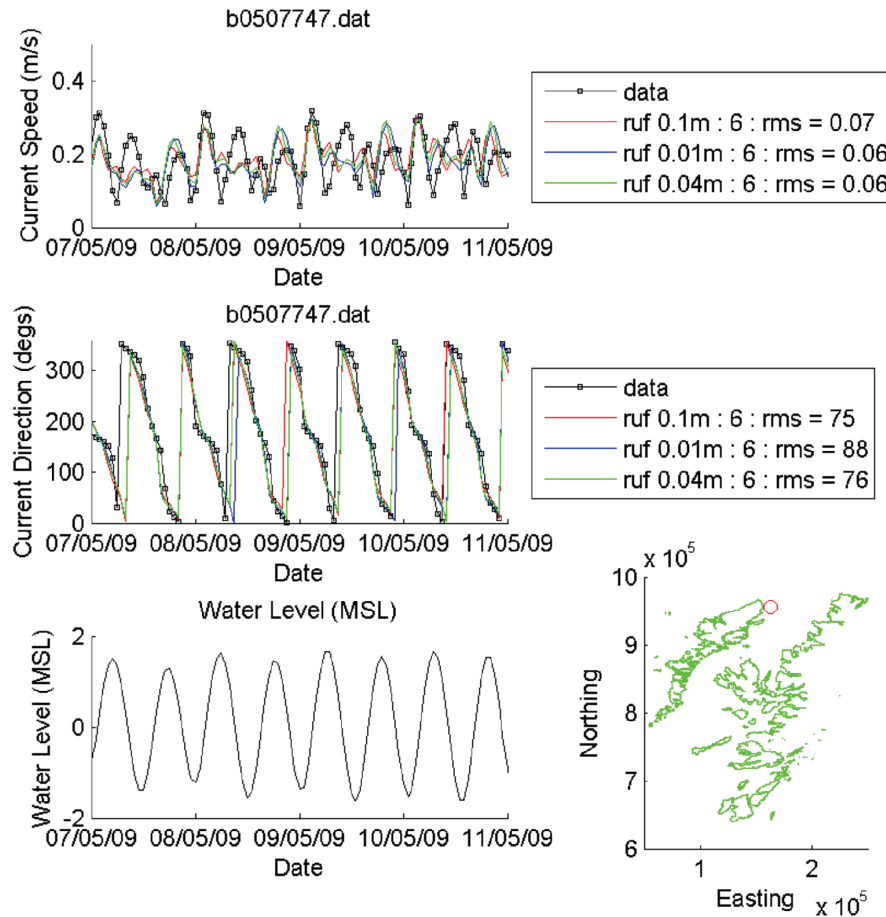 b0507747.dat
Current Speed (m/s)
0.4
0.2
0
07/05/09 08/05/09 09/05/09 10/05/09 11/05/09
Date
data
ruf 0.1m : 6 : rms = 0.07
ruf 0.01m : 6 : rms = 0.06
ruf 0.04m : 6 : rms = 0.06
b0507747.dat
Current Direction (degs)
300
200
100
0
07/05/09 08/05/09 09/05/09 10/05/09 11/05/09
Date
data
ruf 0.1m : 6 : rms = 75
ruf 0.01m : 6 : rms = 88
ruf 0.04m : 6 : rms = 76
Water Level (MSL)
Water Level (MSL)
2
0
-2
07/05/09 08/05/09 09/05/09 10/05/09 11/05/09
Date
x 10⁵
Northing
10
9
8
7
6
1 2
Easting x 10⁵